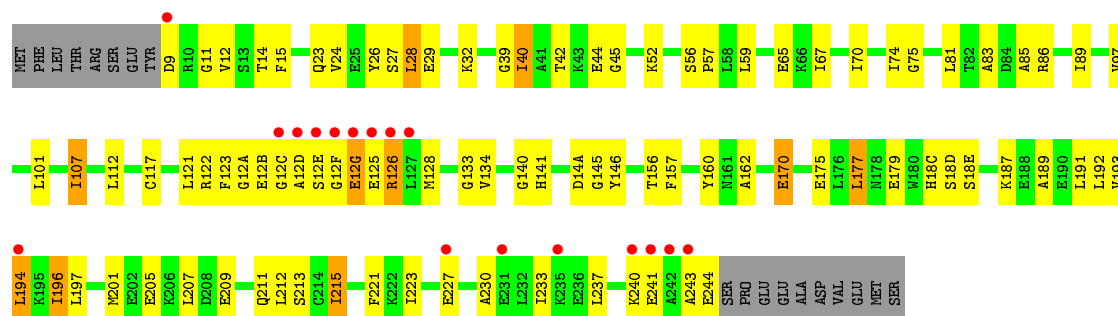 MET PHE LEU THR ARG SER GLU TYR D9 R10 G11 V12 S13 T14 F15 Q23 V24 E25 Y26 S27 L28 E29 K32 G39 I40 A41 T42 K43 E44 G45 K52 S56 P57 L58 L59 E65 K66 I67 I70 I74 G75 L81 T82 A83 D84 A85 R86 I89
L101 I107 L112 C117 L121 R122 F123 G12A E12B G12C A12D S12E G12F E12G E125 R126 L127 M128 G133 V134 G140 H141 D14A G145 Y146 T156 F157 Y160 N161 A162 E170 E175 L176 L177 N178 E179 W180 H18C S18D S18E K187 E188 A189 E190 L191 L192
L194 K195 I196 L197 M201 E202 E205 K206 L207 D208 E209 Q211 L212 S213 C214 I215 F221 K222 I223 E227 A230 E231 L232 I233 K235 E236 L237 K240 E241 A242 A243 E244 SER PRO GLU GLU ALA ASP VAL GLU MET SER